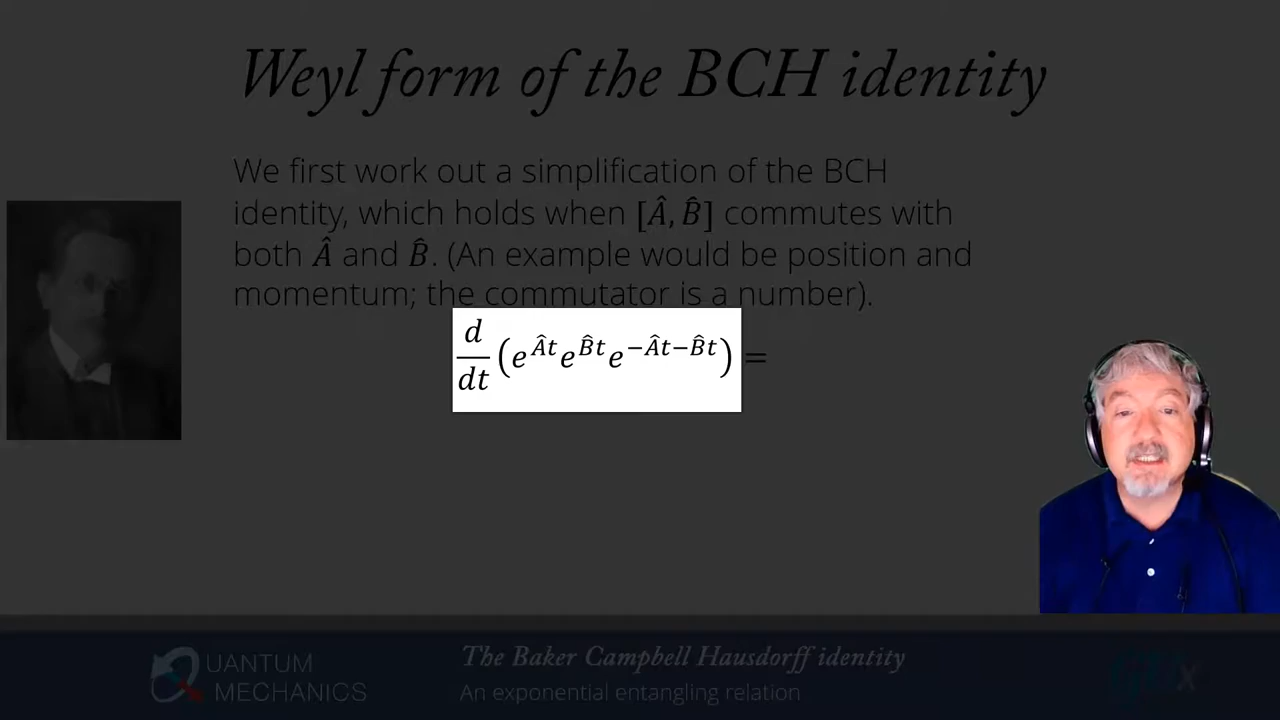 Weyl form of the BCH identity
We first work out a simplification of the BCH
identity, which holds when [Â, B̂] commutes with
both Â and B̂. (An example would be position and
momentum; the commutator is a number).
d/dt (e^{Ât} e^{B̂t} e^{−Ât−B̂t}) =
The Baker Campbell Hausdorff identity
An exponential entangling relation
QUANTUM
MECHANICS